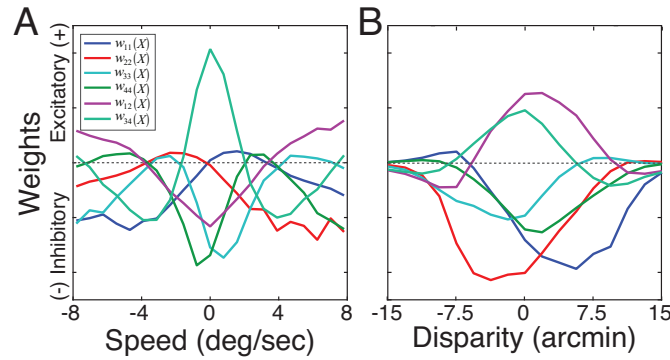 A
B
w₁₁(X)
w₂₂(X)
w₃₃(X)
w₄₄(X)
w₁₂(X)
w₃₄(X)
Weights
(-) Inhibitory
Excitatory (+)
-8 -4 0 4 8
Speed (deg/sec)
-15 -7.5 0 7.5 15
Disparity (arcmin)